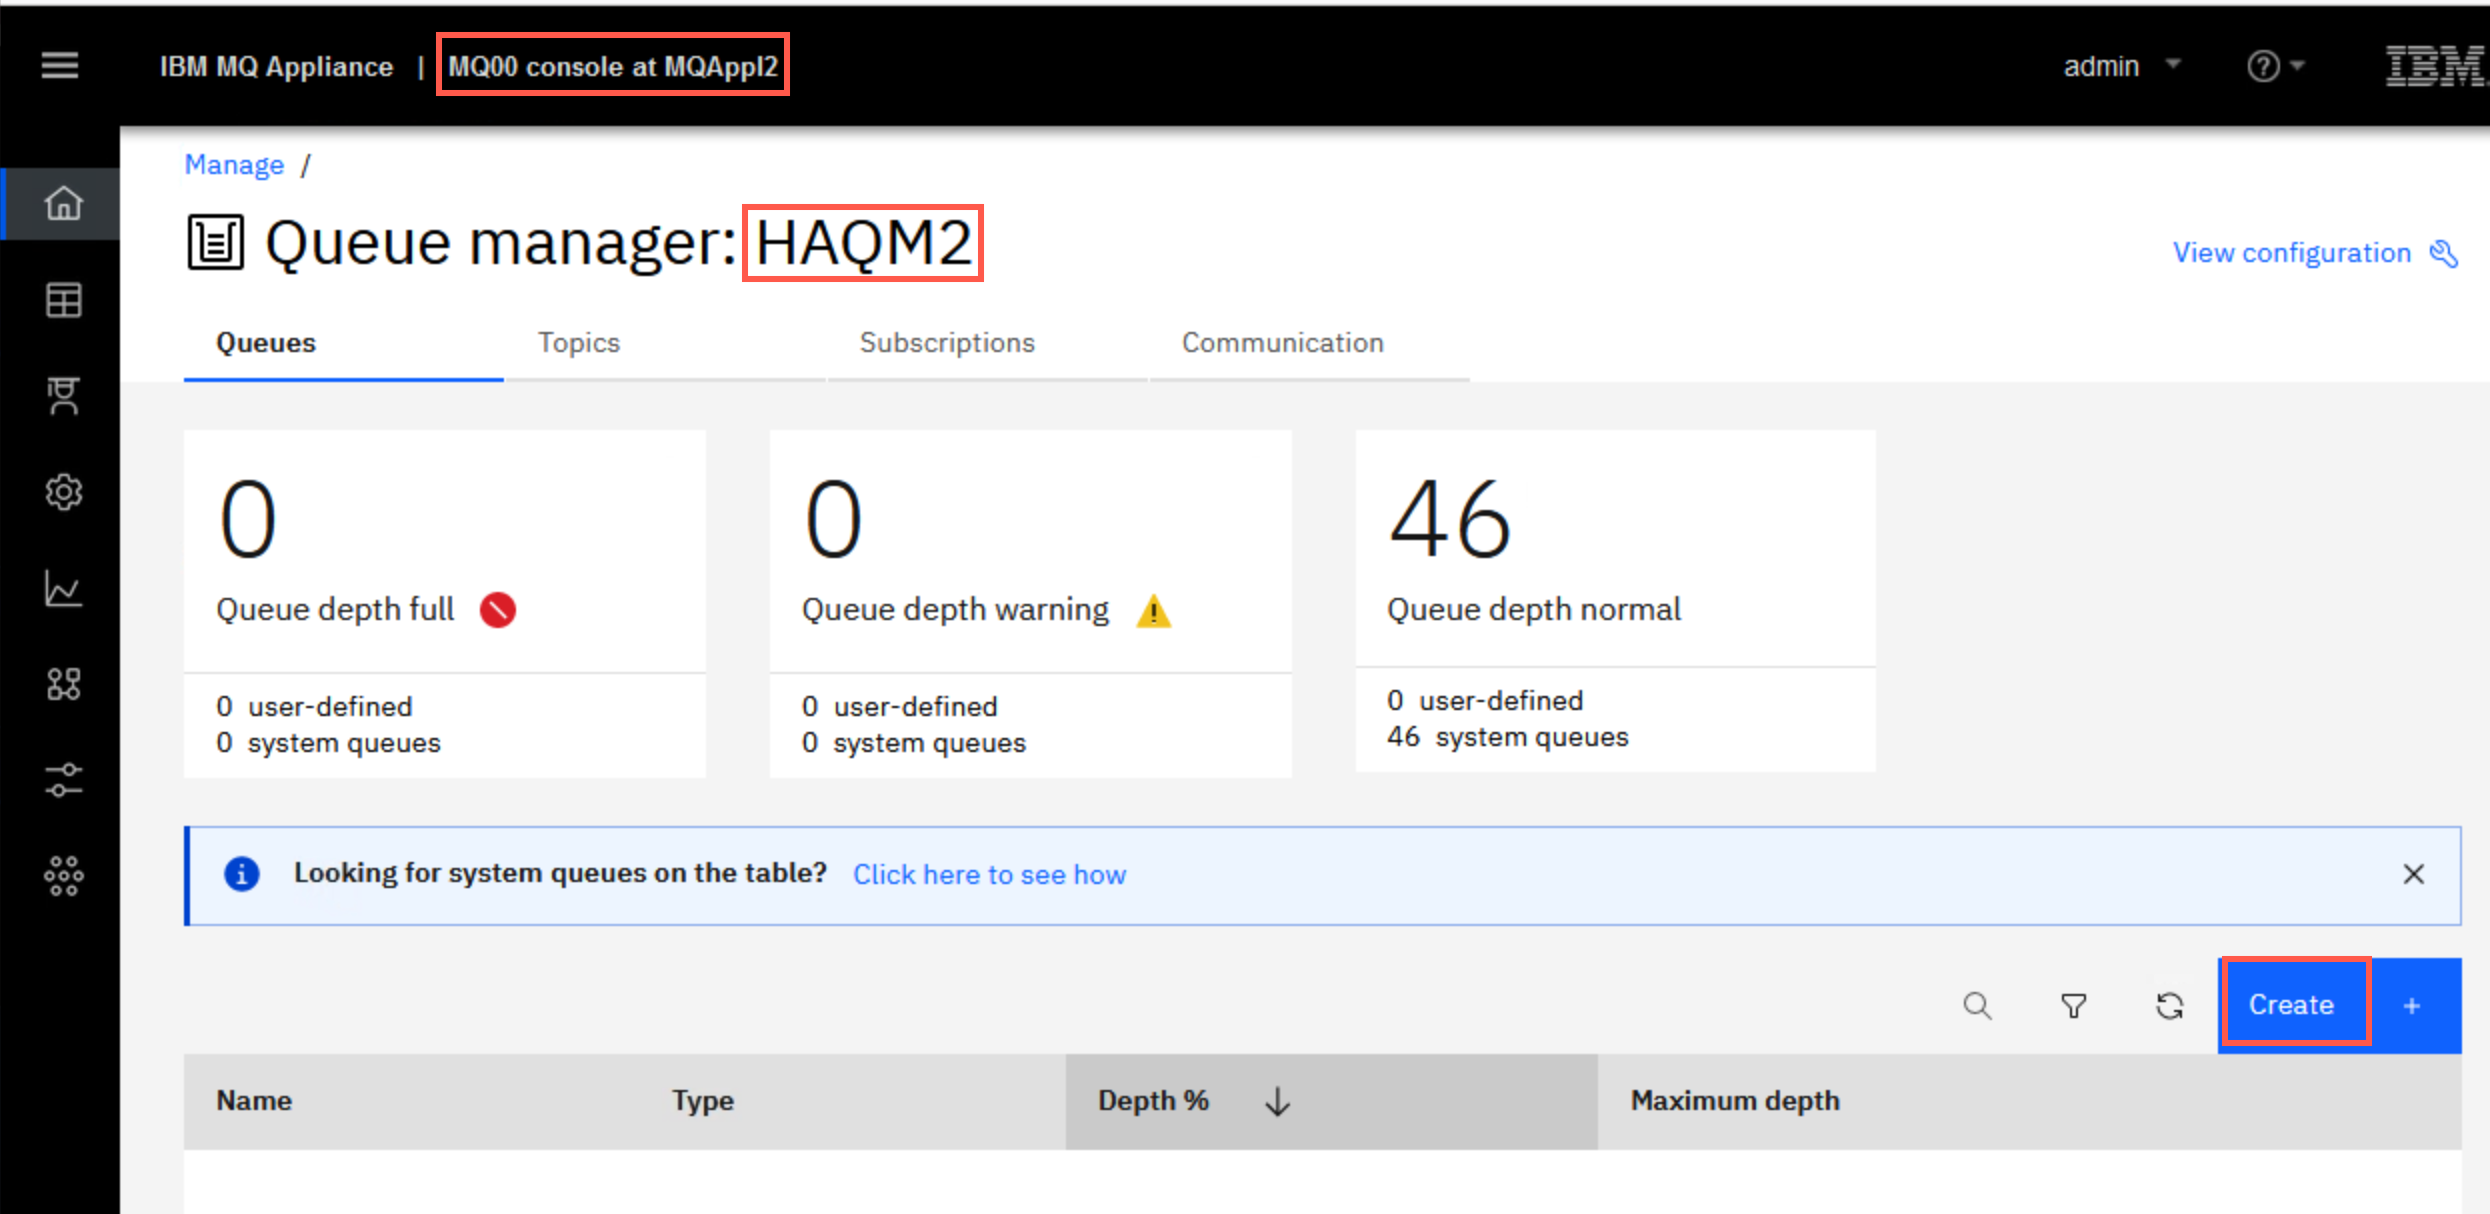 IBM MQ Appliance | MQ00 console at MQAppl2 admin IBM
Manage /
Queue manager: HAQM2
View configuration
Queues Topics Subscriptions Communication
0 0 46
Queue depth full Queue depth warning Queue depth normal
0 user-defined
0 system queues
0 user-defined
0 system queues
0 user-defined
46 system queues
Looking for system queues on the table? Click here to see how
Create +
Name Type Depth % Maximum depth